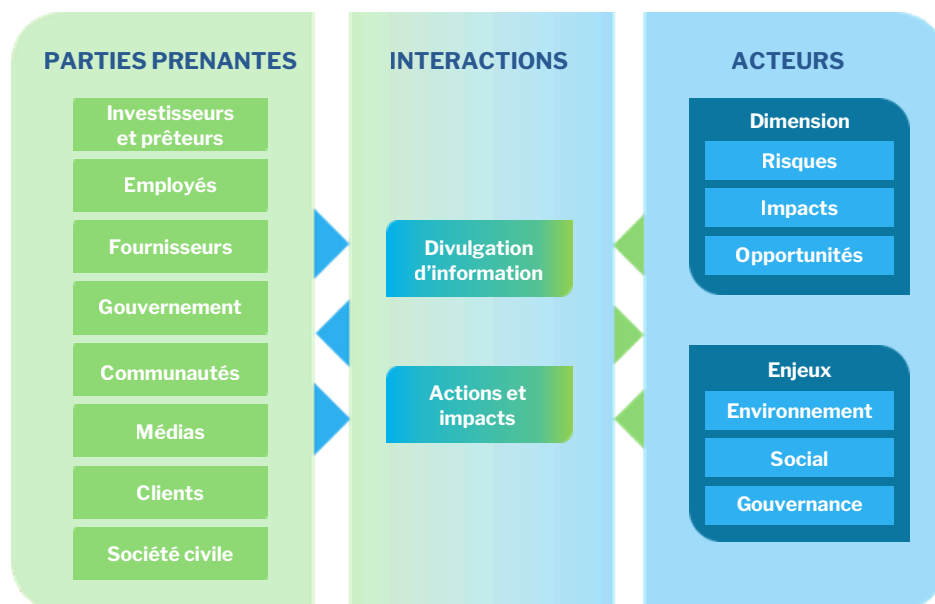 PARTIES PRENANTES
Investisseurs
et prêteurs
Employés
Fournisseurs
Gouvernement
Communautés
Médias
Clients
Société civile
INTERACTIONS
Divulgation
d'information
Actions et
impacts
ACTEURS
Dimension
Risques
Impacts
Opportunités
Enjeux
Environnement
Social
Gouvernance